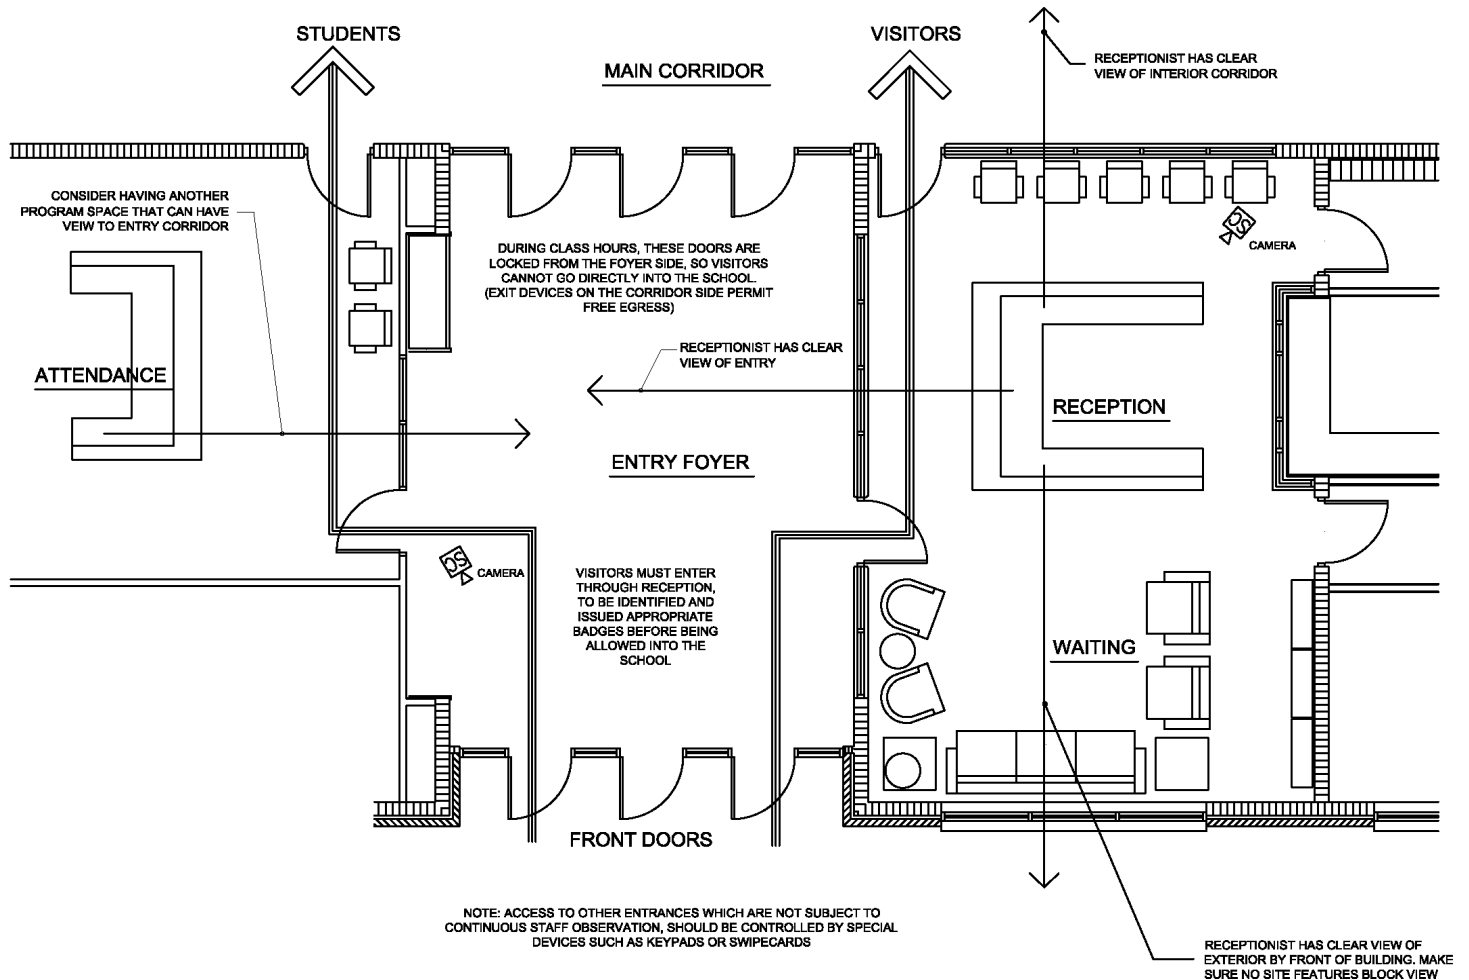 STUDENTS
VISITORS
MAIN CORRIDOR
RECEPTIONIST HAS CLEAR
VIEW OF INTERIOR CORRIDOR
CONSIDER HAVING ANOTHER
PROGRAM SPACE THAT CAN HAVE
VEIW TO ENTRY CORRIDOR
DURING CLASS HOURS, THESE DOORS ARE
LOCKED FROM THE FOYER SIDE, SO VISITORS
CANNOT GO DIRECTLY INTO THE SCHOOL.
(EXIT DEVICES ON THE CORRIDOR SIDE PERMIT
FREE EGRESS)
SC
CAMERA
RECEPTIONIST HAS CLEAR
VIEW OF ENTRY
ATTENDANCE
RECEPTION
ENTRY FOYER
SC
CAMERA
VISITORS MUST ENTER
THROUGH RECEPTION,
TO BE IDENTIFIED AND
ISSUED APPROPRIATE
BADGES BEFORE BEING
ALLOWED INTO THE
SCHOOL
WAITING
FRONT DOORS
NOTE: ACCESS TO OTHER ENTRANCES WHICH ARE NOT SUBJECT TO
CONTINUOUS STAFF OBSERVATION, SHOULD BE CONTROLLED BY SPECIAL
DEVICES SUCH AS KEYPADS OR SWIPECARDS
RECEPTIONIST HAS CLEAR VIEW OF
EXTERIOR BY FRONT OF BUILDING. MAKE
SURE NO SITE FEATURES BLOCK VIEW